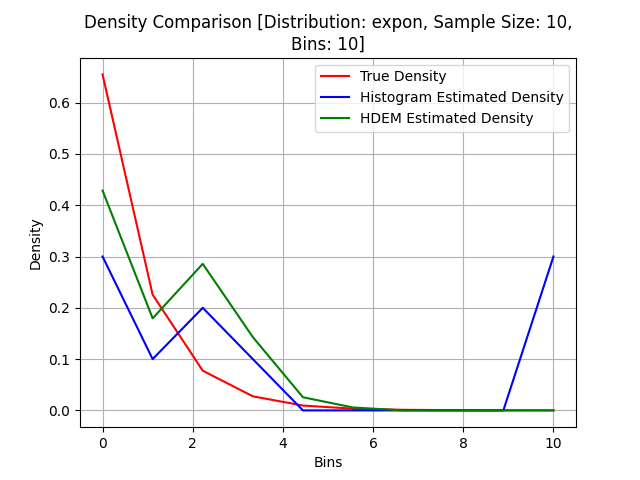 Density Comparison [Distribution: expon, Sample Size: 10,
Bins: 10]
True Density
Histogram Estimated Density
HDEM Estimated Density
Density
0.6
0.5
0.4
0.3
0.2
0.1
0.0
0 2 4 6 8 10
Bins